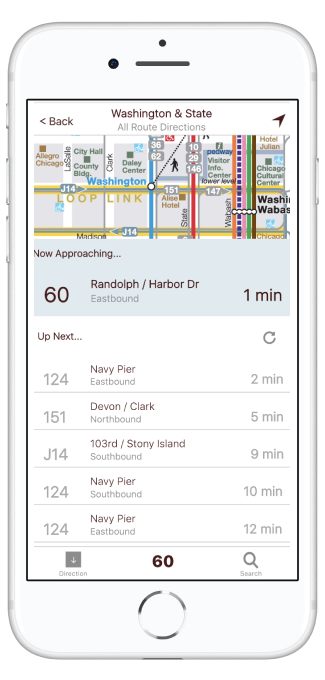 < Back
Washington & State
All Route Directions
Allegro
Chicago
LaSalle
City Hall
County
Bldg.
Clark
Daley
Center
36
62
10
29
146
pedway
Visitor
Info.
Center
lower level
Hotel
Julian
Chicago
Cultural
Center
Washington
J14
151
147
LOOP LINK
Alise
Hotel
State
Wabash
Washi
Wabas
J14
Madison
Chicago
Now Approaching...
60
Randolph / Harbor Dr
Eastbound
1 min
Up Next...
124
Navy Pier
Eastbound
2 min
151
Devon / Clark
Northbound
5 min
J14
103rd / Stony Island
Southbound
9 min
124
Navy Pier
Southbound
10 min
124
Navy Pier
Eastbound
12 min
Direction
60
Search